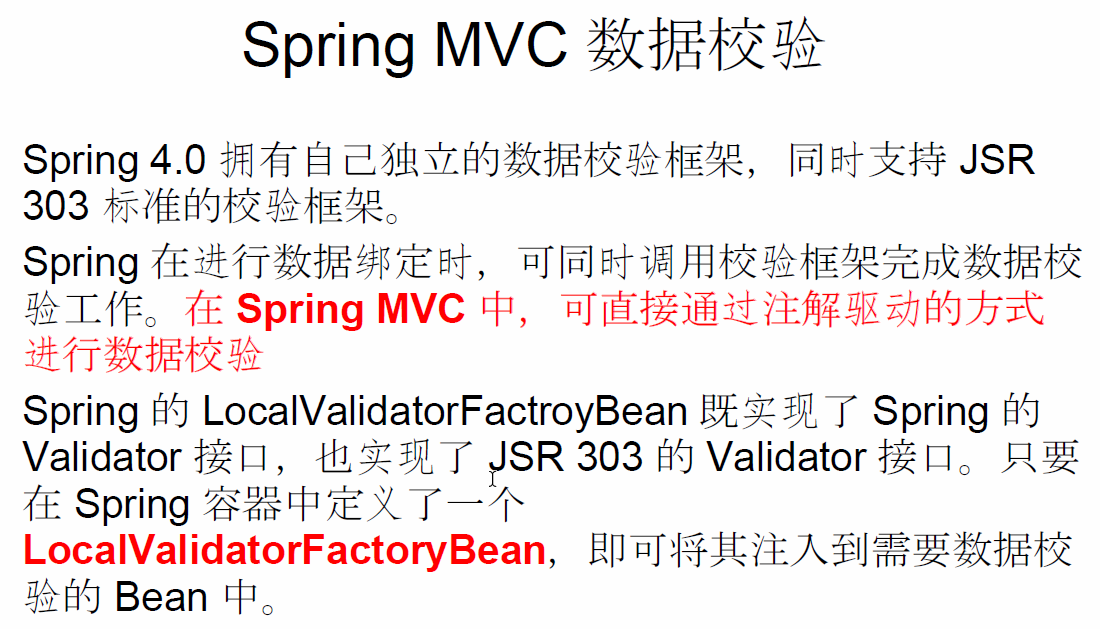 Spring MVC 数据校验
Spring 4.0 拥有自己独立的数据校验框架，同时支持 JSR
303 标准的校验框架。
Spring 在进行数据绑定时，可同时调用校验框架完成数据校
验工作。在 Spring MVC 中，可直接通过注解驱动的方式
进行数据校验
Spring 的 LocalValidatorFactroyBean 既实现了 Spring 的
Validator 接口，也实现了 JSR 303 的 Validator 接口。只要
在 Spring 容器中定义了一个
LocalValidatorFactoryBean，即可将其注入到需要数据校
验的 Bean 中。